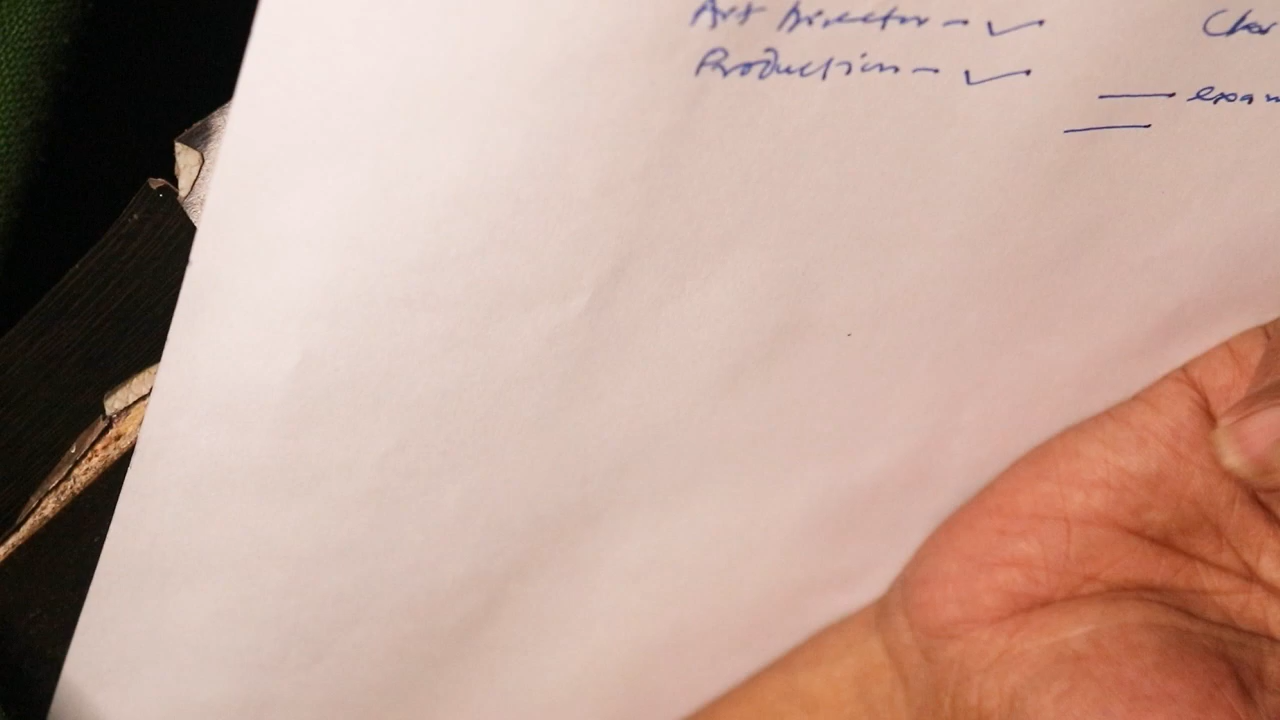 Art Director - ✓
Production - ✓